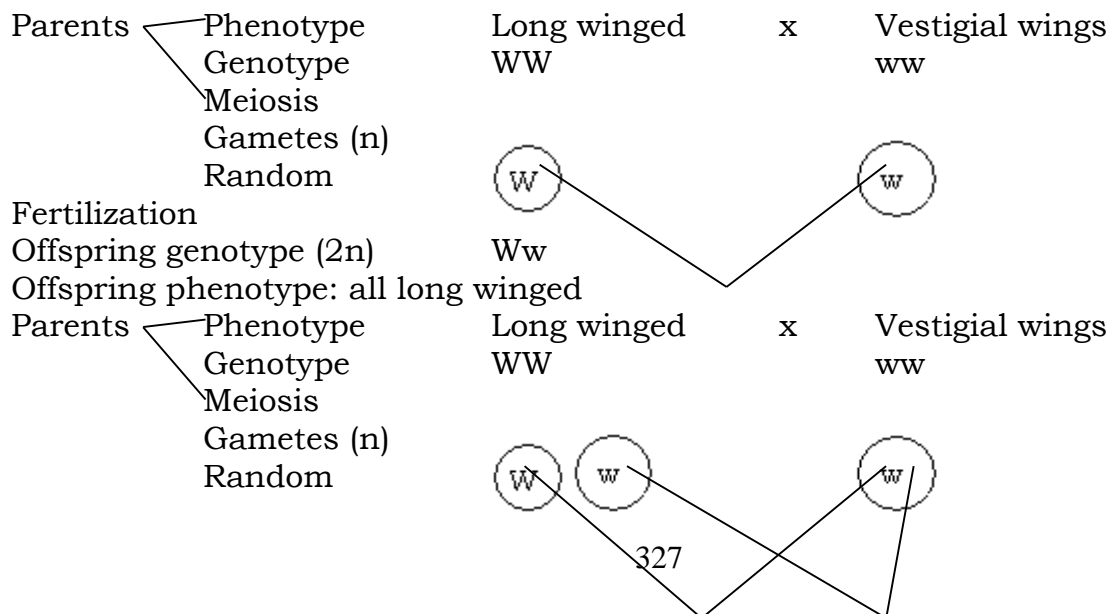 Parents Phenotype Long winged x Vestigial wings
Genotype WW ww
Meiosis
Gametes (n)
Random W w
Fertilization
Offspring genotype (2n) Ww
Offspring phenotype: all long winged
Parents Phenotype Long winged x Vestigial wings
Genotype WW ww
Meiosis
Gametes (n)
Random W w w
327